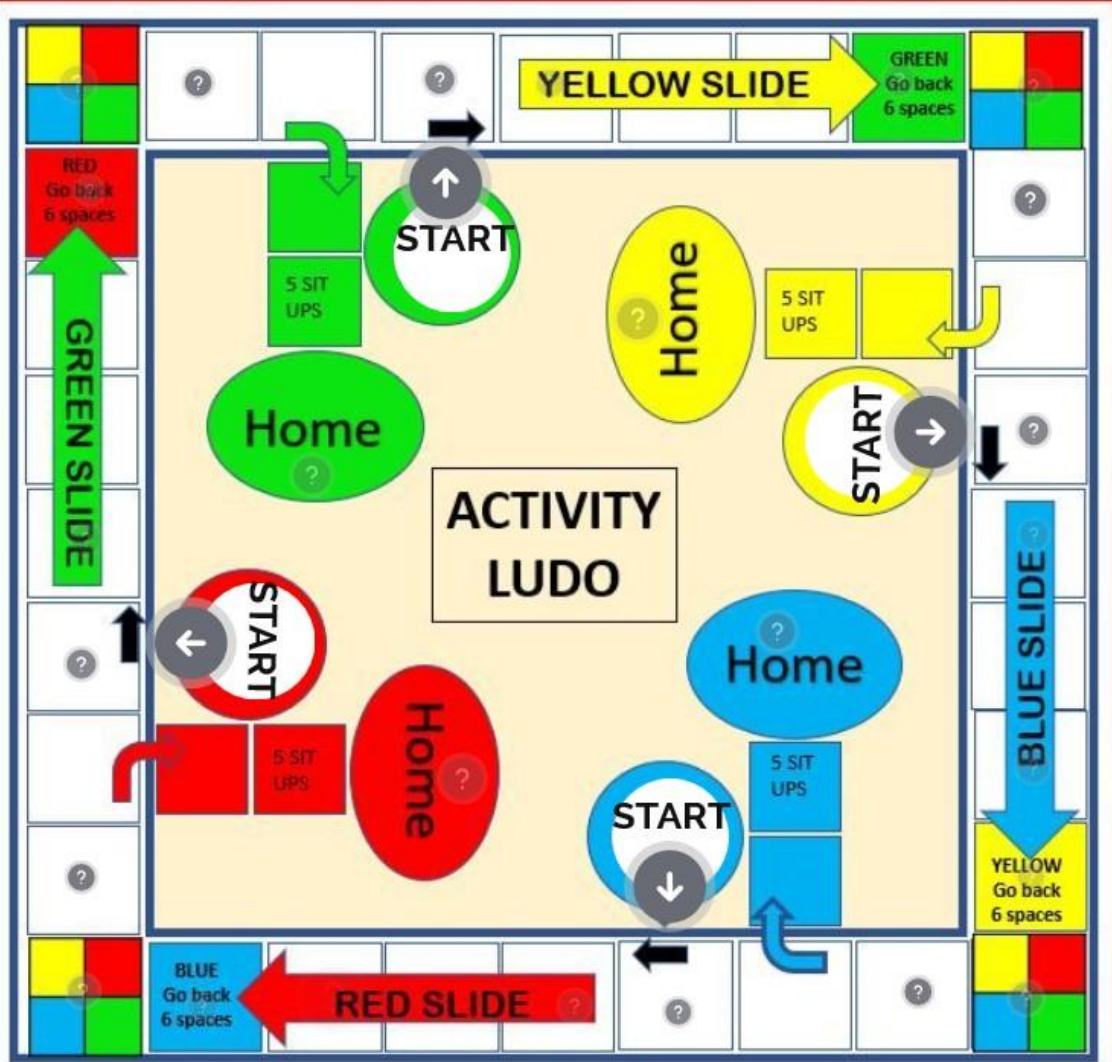 ?
?
?
YELLOW SLIDE
GREEN
Go back
6 spaces
?
?
RED
Go back
6 spaces
?
START
5 SIT
UPS
Home
?
Home
?
5 SIT
UPS
START
?
GREEN SLIDE
ACTIVITY
LUDO
START
?
Home
?
5 SIT
UPS
Home
?
5 SIT
UPS
START
?
BLUE SLIDE
?
YELLOW
Go back
6 spaces
?
?
BLUE
Go back
6 spaces
RED SLIDE
?
?
?
?